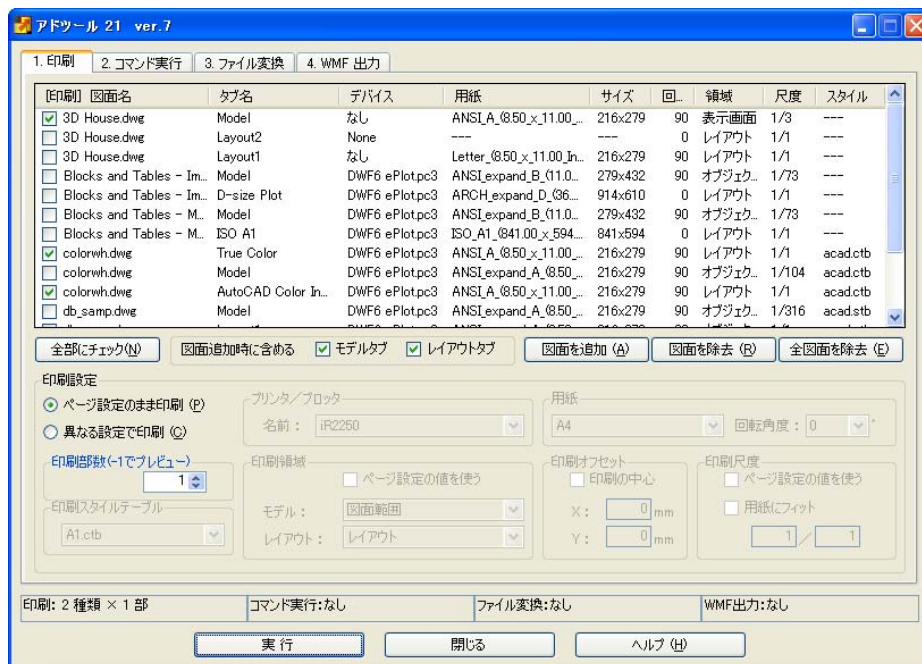 アドツール 21 ver.7
1. 印刷 2. コマンド実行 3. ファイル変換 4. WMF 出力
[印刷] 図面名 タブ名 デバイス 用紙 サイズ 回... 領域 尺度 スタイル
3D House.dwg Model なし ANSI_A_(8.50_x_11.00_... 216x279 90 表示画面 1/3 ---
3D House.dwg Layout2 None --- --- 0 レイアウト 1/1 ---
3D House.dwg Layout1 なし Letter_(8.50_x_11.00_In... 216x279 90 レイアウト 1/1 ---
Blocks and Tables - Im... Model DWF6 ePlot.pc3 ANSI_expand_B_(11.0... 279x432 90 オブジェク... 1/73 ---
Blocks and Tables - Im... D-size Plot DWF6 ePlot.pc3 ARCH_expand_D_(36.... 914x610 0 レイアウト 1/1 ---
Blocks and Tables - M... Model DWF6 ePlot.pc3 ANSI_expand_B_(11.0... 279x432 90 オブジェク... 1/73 ---
Blocks and Tables - M... ISO A1 DWF6 ePlot.pc3 ISO_A1_(841.00_x_594.... 841x594 0 レイアウト 1/1 ---
colorwh.dwg True Color DWF6 ePlot.pc3 ANSI_A_(8.50_x_11.00_... 216x279 90 レイアウト 1/1 acad.ctb
colorwh.dwg Model DWF6 ePlot.pc3 ANSI_expand_A_(8.50_... 216x279 90 オブジェク... 1/104 acad.ctb
colorwh.dwg AutoCAD Color In... DWF6 ePlot.pc3 ANSI_A_(8.50_x_11.00_... 216x279 90 レイアウト 1/1 acad.ctb
db_samp.dwg Model DWF6 ePlot.pc3 ANSI_expand_A_(8.50_... 216x279 90 オブジェク... 1/316 acad.stb
全部にチェック(N) 図面追加時に含める モデルタブ レイアウトタブ 図面を追加 (A) 図面を除去 (R) 全図面を除去 (E)
印刷設定
ページ設定のまま印刷 (P)
異なる設定で印刷 (C)
プリンタ/プロッタ
名前 : iR2250
用紙
A4 回転角度 : 0 °
印刷部数(-1でプレビュー)
1
印刷スタイルテーブル
A1.ctb
印刷領域
ページ設定の値を使う
モデル : 図面範囲
レイアウト : レイアウト
印刷オフセット
印刷の中心
X : 0 mm
Y : 0 mm
印刷尺度
ページ設定の値を使う
用紙にフィット
1 / 1
印刷: 2 種類 × 1 部 コマンド実行:なし ファイル変換:なし WMF出力:なし
実 行 閉じる ヘルプ (H)